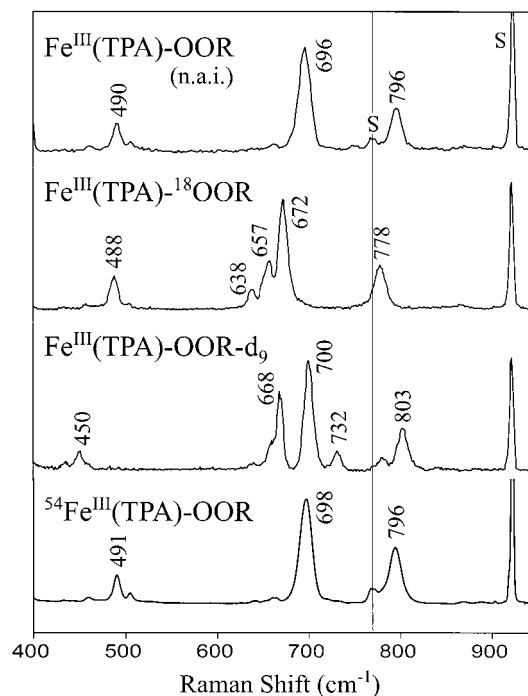 Fe^III(TPA)-OOR
(n.a.i.)
490
696
S
796
S
Fe^III(TPA)-^18OOR
488
638
657
672
778
Fe^III(TPA)-OOR-d_9
450
668
700
732
803
^54Fe^III(TPA)-OOR
491
698
796
400 500 600 700 800 900
Raman Shift (cm^-1)